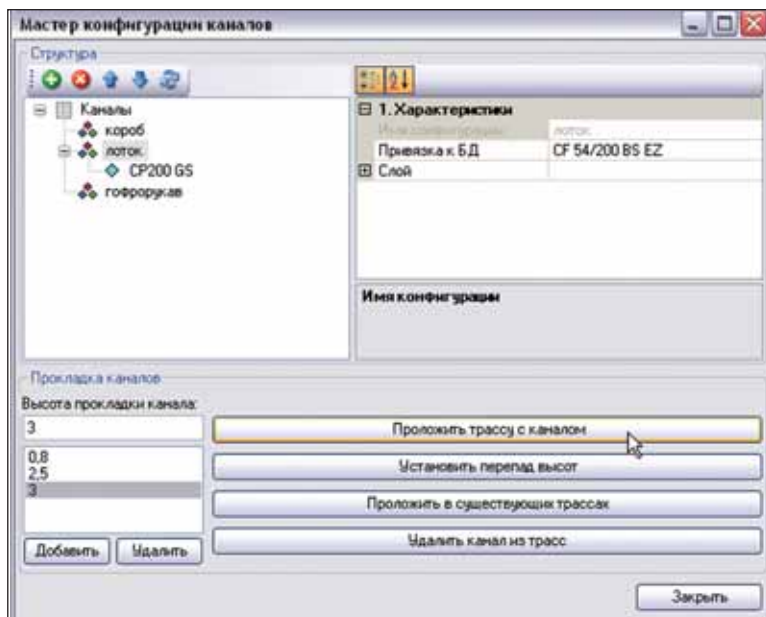 Мастер конфигурации каналов
Структура
Каналы
короб
лоток
CP200 GS
гофрорукав
1. Характеристики
Имя конфигурации лоток
Привязка к БД CF 54/200 BS EZ
Слой
Имя конфигурации
Прокладка каналов
Высота прокладки канала:
3
0,8
2,5
3
Добавить Удалить
Проложить трассу с каналом
Установить перепад высот
Проложить в существующих трассах
Удалить канал из трасс
Закрыть